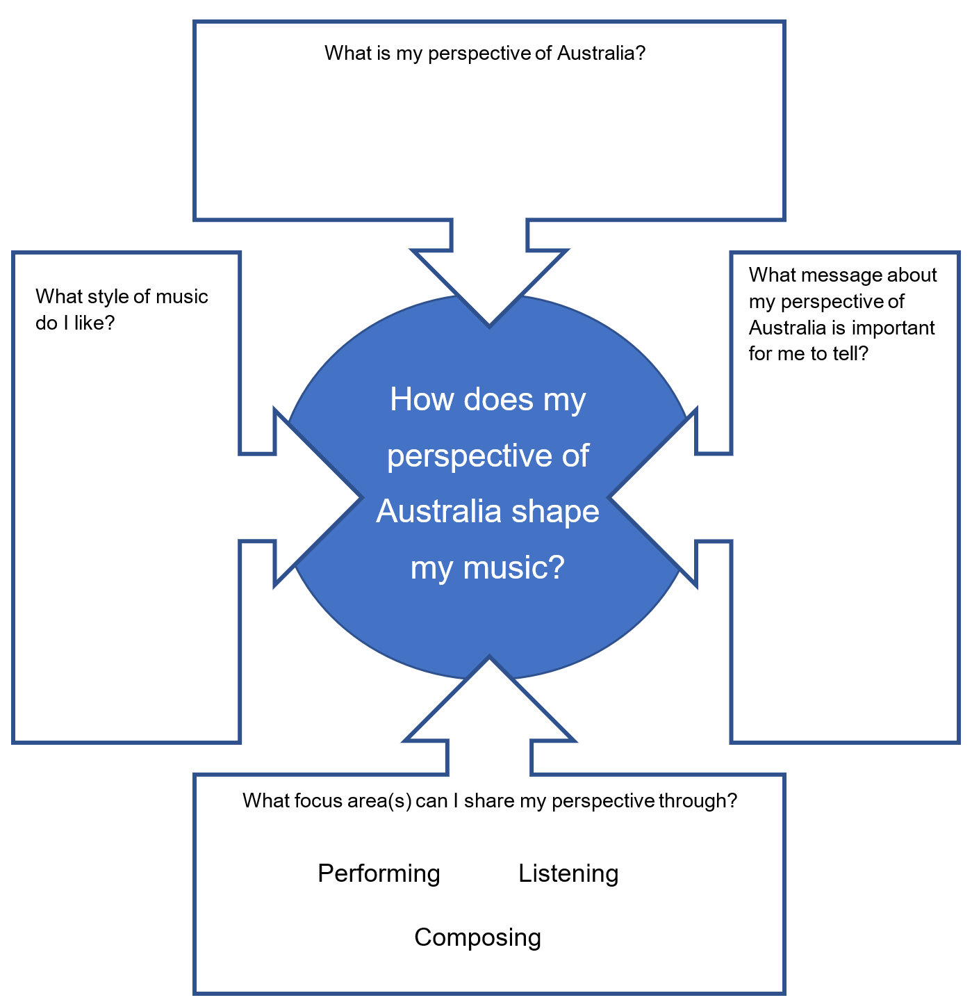 What is my perspective of Australia?
What style of music
do I like?
How does my
perspective of
Australia shape
my music?
What message about
my perspective of
Australia is important
for me to tell?
What focus area(s) can I share my perspective through?
Performing
Listening
Composing